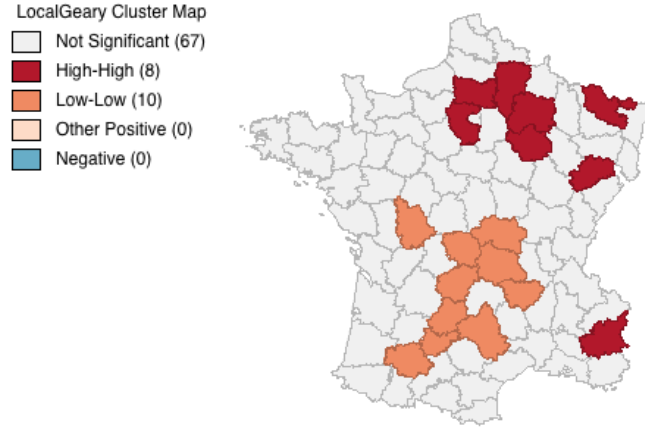 LocalGeary Cluster Map
Not Significant (67)
High-High (8)
Low-Low (10)
Other Positive (0)
Negative (0)